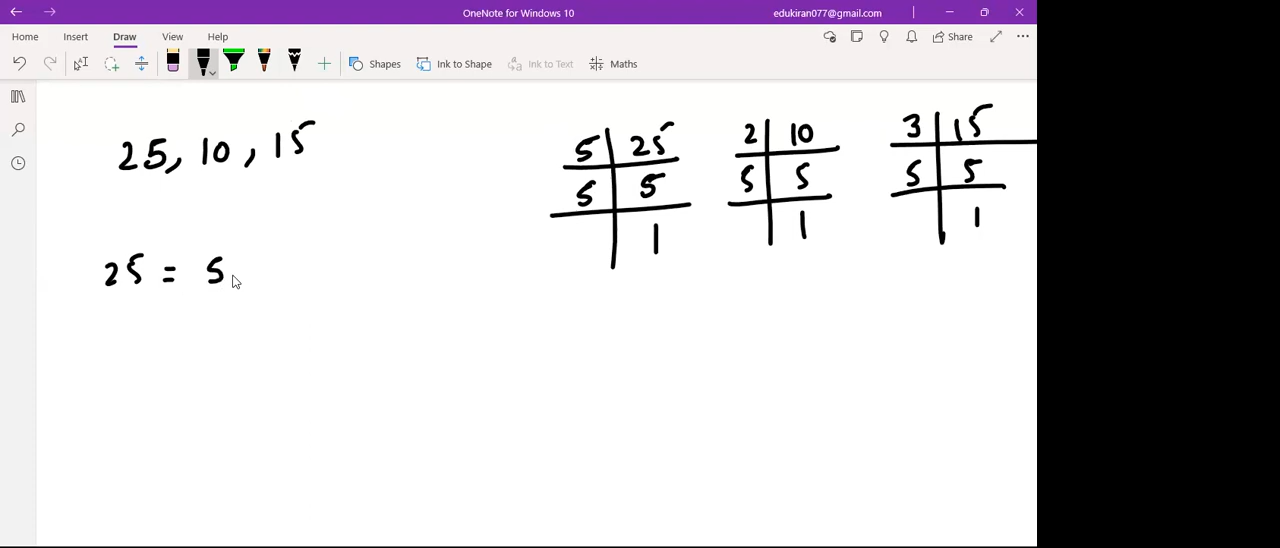 OneNote for Windows 10
edukiran077@gmail.com
Home Insert Draw View Help
Share
Shapes Ink to Shape Ink to Text Maths
25, 10, 15
25 = 5
5 | 25
5 | 5
1
2 | 10
5 | 5
1
3 | 15
5 | 5
1